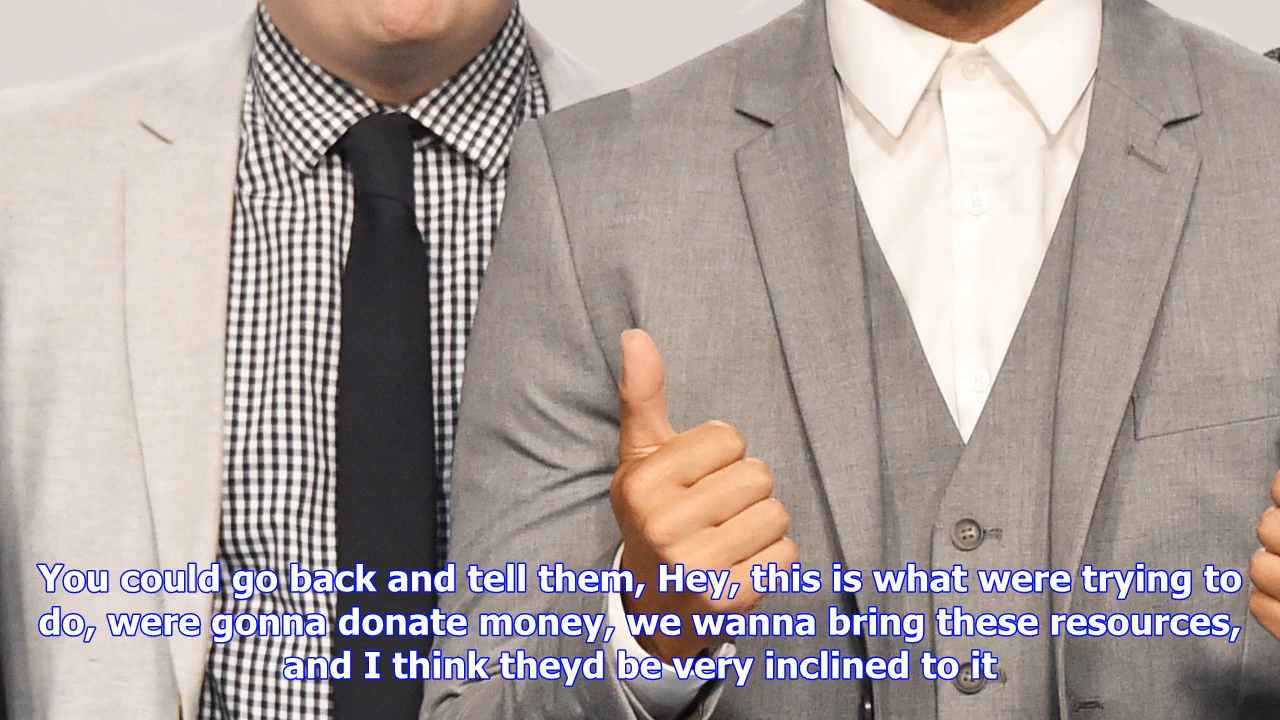 You could go back and tell them, Hey, this is what were trying to
do, were gonna donate money, we wanna bring these resources,
and I think theyd be very inclined to it